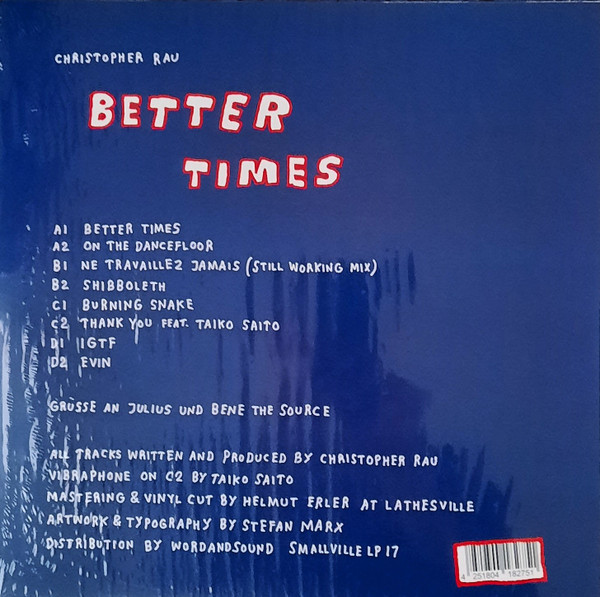 CHRISTOPHER RAU
BETTER
TIMES
A1 BETTER TIMES
A2 ON THE DANCEFLOOR
B1 NE TRAVAILLEZ JAMAIS (STILL WORKING MIX)
B2 SHIBBOLETH
C1 BURNING SNAKE
C2 THANK YOU FEAT. TAIKO SAITO
D1 IGTF
D2 EVIN
GRÜSSE AN JULIUS UND BENE THE SOURCE
ALL TRACKS WRITTEN AND PRODUCED BY CHRISTOPHER RAU
VIBRAPHONE ON C2 BY TAIKO SAITO
MASTERING & VINYL CUT BY HELMUT ERLER AT LATHESVILLE
ARTWORK & TYPOGRAPHY BY STEFAN MARX
DISTRIBUTION BY WORDANDSOUND SMALLVILLE LP 17
4 251804 182751